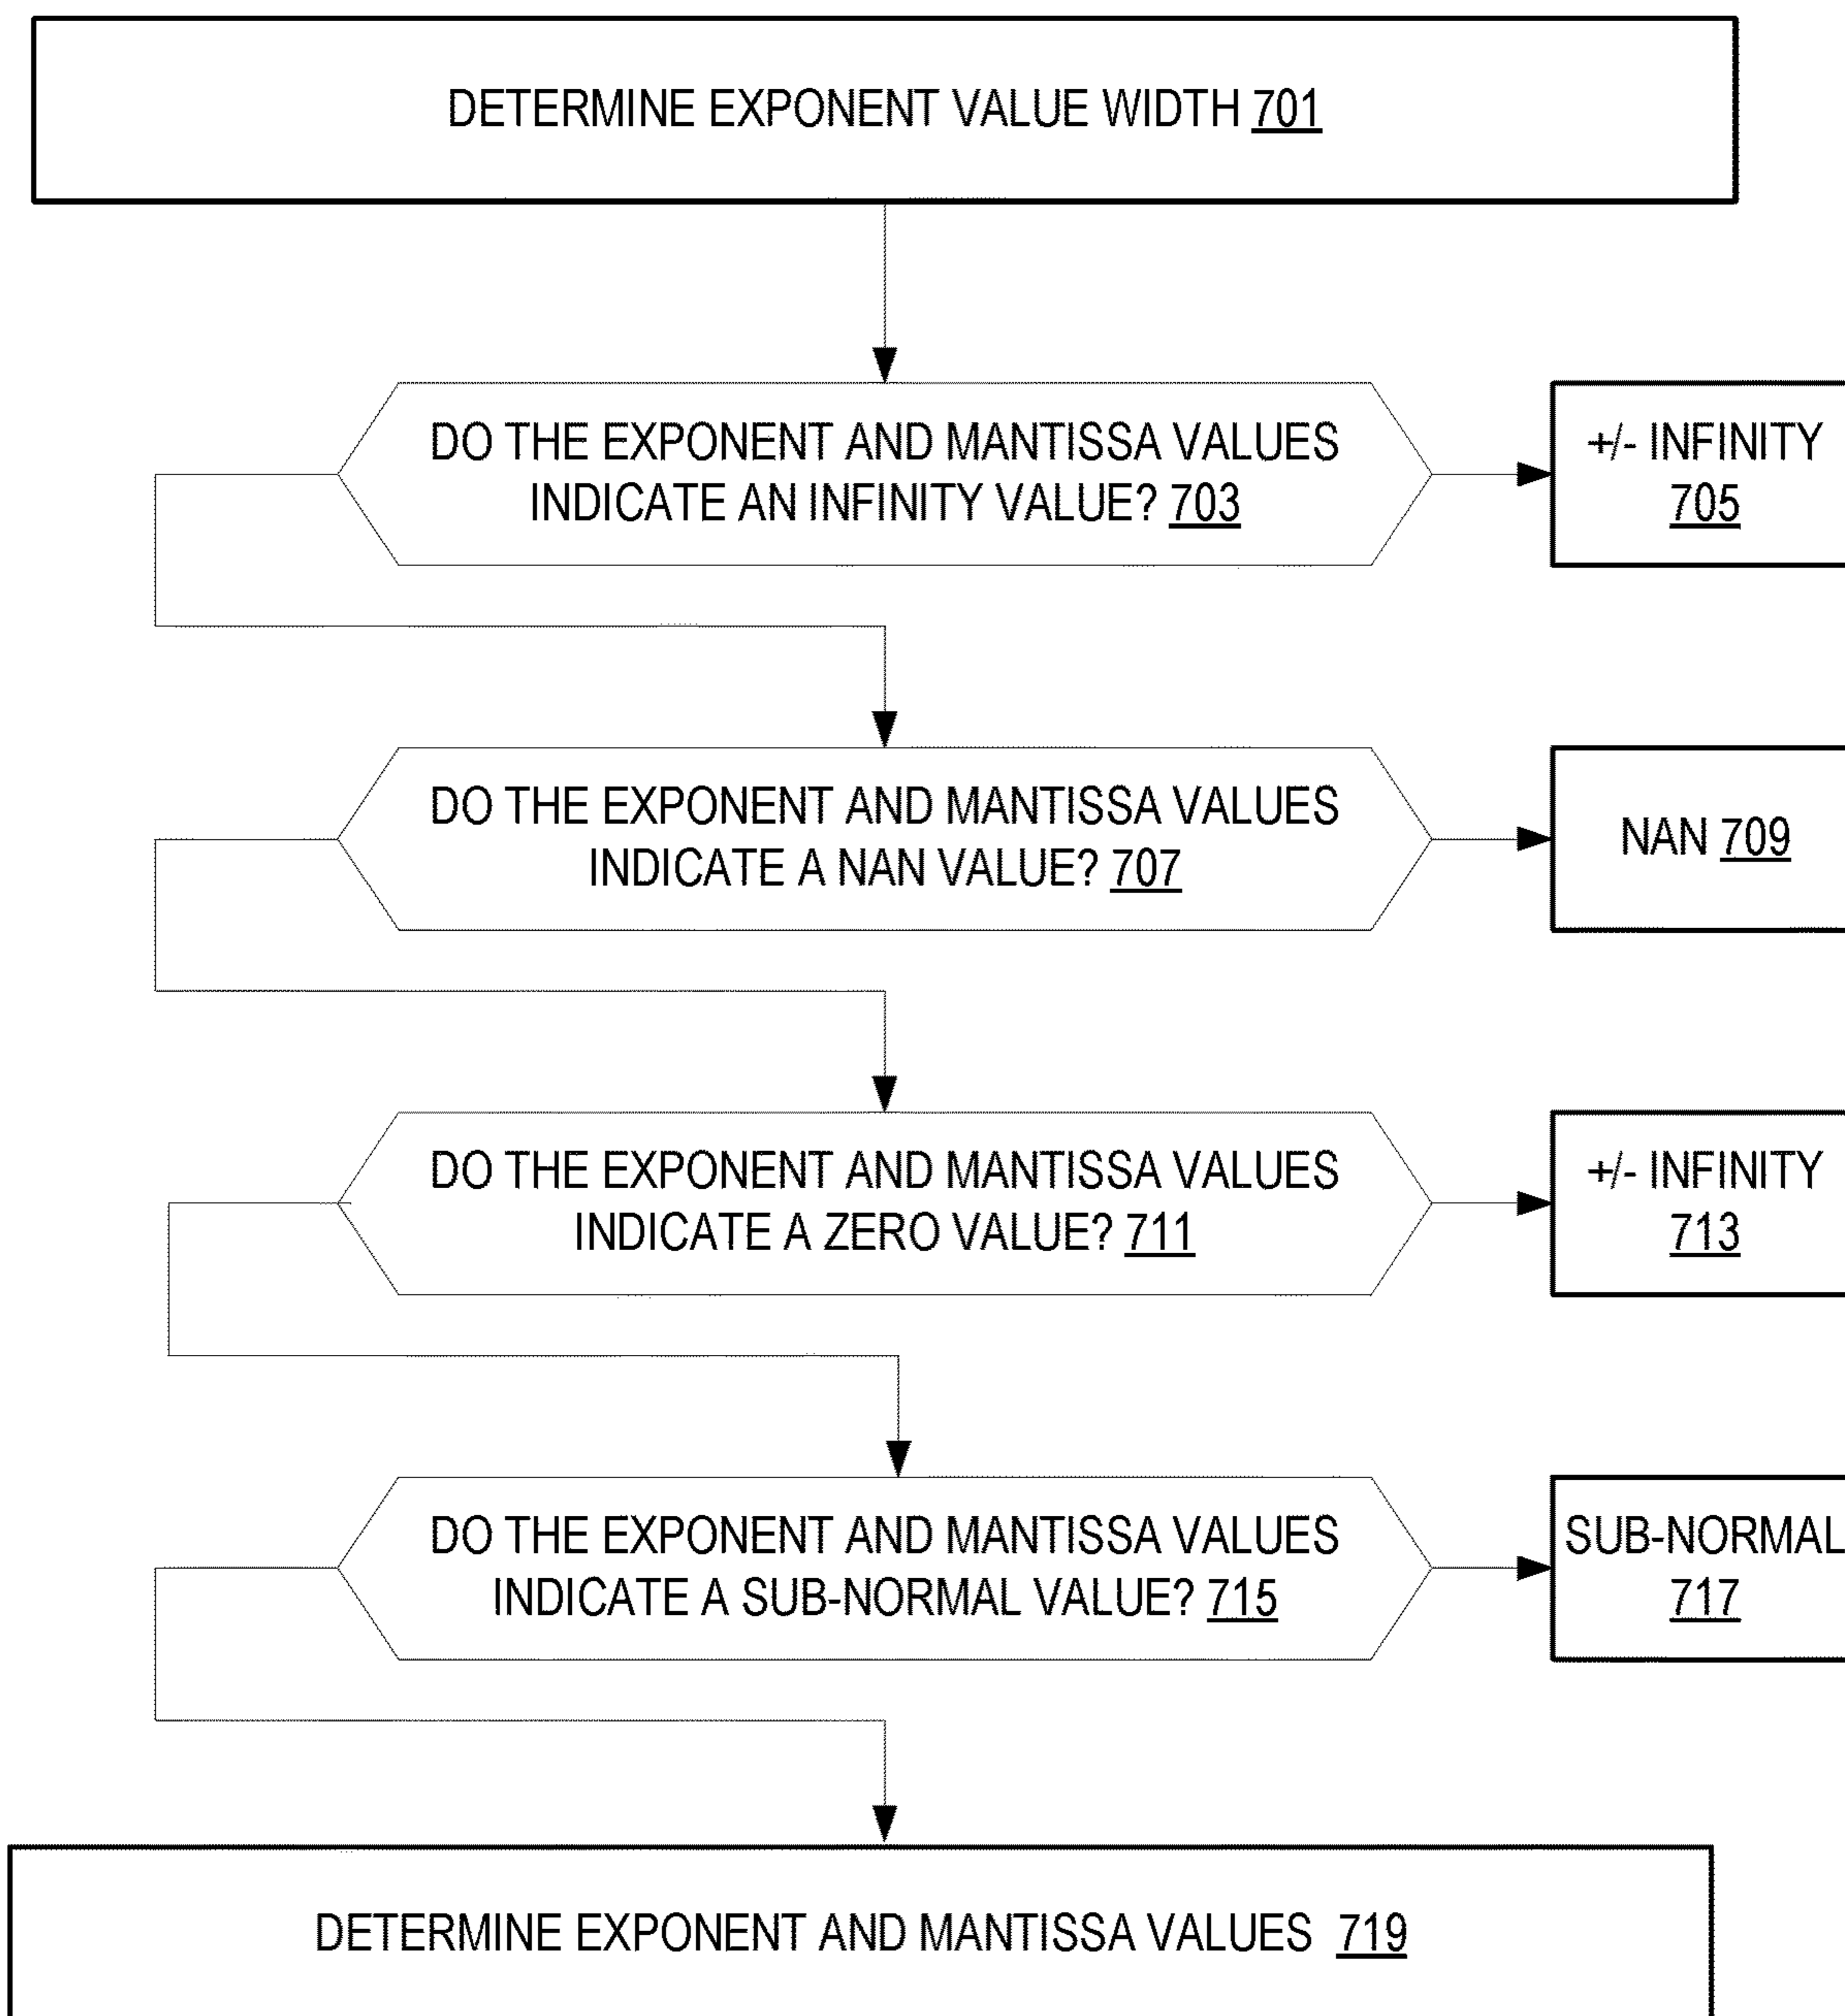 DETERMINE EXPONENT VALUE WIDTH 701
DO THE EXPONENT AND MANTISSA VALUES
INDICATE AN INFINITY VALUE? 703
+/- INFINITY
705
DO THE EXPONENT AND MANTISSA VALUES
INDICATE A NAN VALUE? 707
NAN 709
DO THE EXPONENT AND MANTISSA VALUES
INDICATE A ZERO VALUE? 711
+/- INFINITY
713
DO THE EXPONENT AND MANTISSA VALUES
INDICATE A SUB-NORMAL VALUE? 715
SUB-NORMAL
717
DETERMINE EXPONENT AND MANTISSA VALUES 719